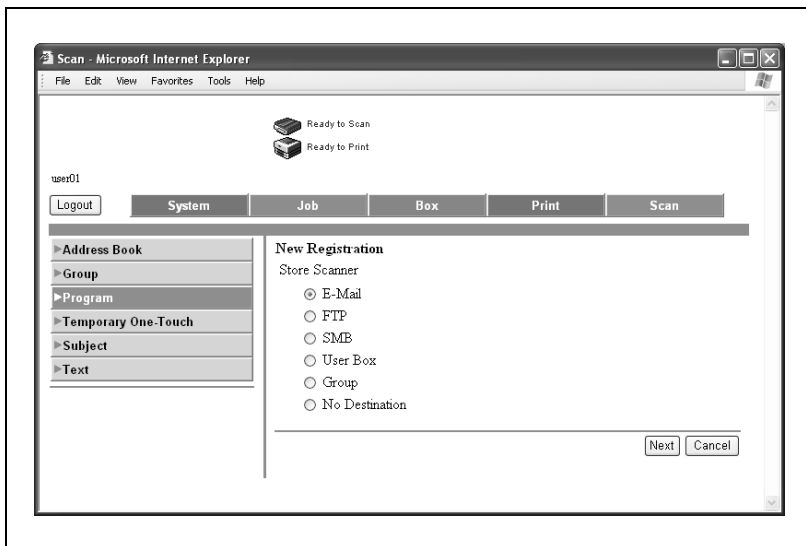 Scan - Microsoft Internet Explorer
File Edit View Favorites Tools Help
Ready to Scan
Ready to Print
user01
Logout System Job Box Print Scan
Address Book
Group
Program
Temporary One-Touch
Subject
Text
New Registration
Store Scanner
E-Mail
FTP
SMB
User Box
Group
No Destination
Next Cancel